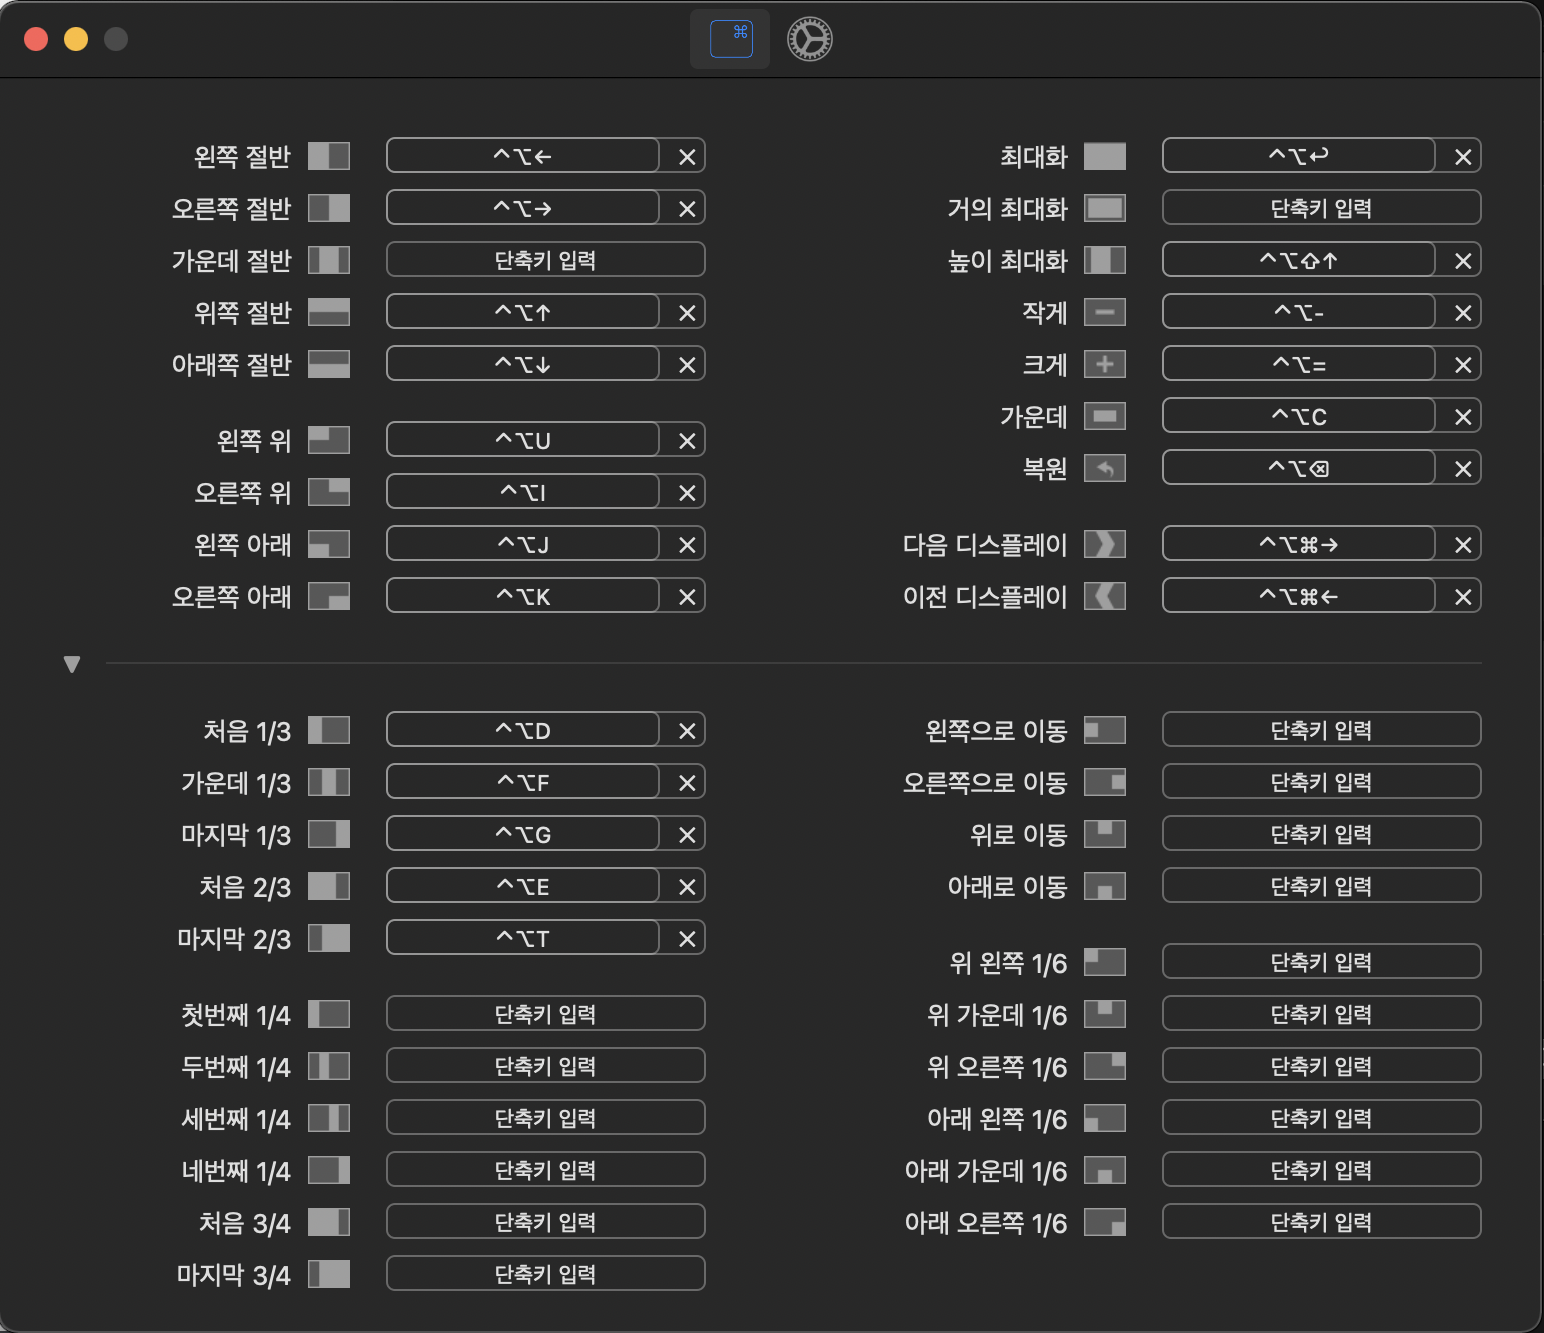 ⌘
왼쪽 절반 ^⌥←
오른쪽 절반 ^⌥→
가운데 절반 단축키 입력
위쪽 절반 ^⌥↑
아래쪽 절반 ^⌥↓
왼쪽 위 ^⌥U
오른쪽 위 ^⌥I
왼쪽 아래 ^⌥J
오른쪽 아래 ^⌥K
최대화 ^⌥↩
거의 최대화 단축키 입력
높이 최대화 ^⌥⇧↑
작게 ^⌥-
크게 ^⌥=
가운데 ^⌥C
복원 ^⌥⌫
다음 디스플레이 ^⌥⌘→
이전 디스플레이 ^⌥⌘←
처음 1/3 ^⌥D
가운데 1/3 ^⌥F
마지막 1/3 ^⌥G
처음 2/3 ^⌥E
마지막 2/3 ^⌥T
첫번째 1/4 단축키 입력
두번째 1/4 단축키 입력
세번째 1/4 단축키 입력
네번째 1/4 단축키 입력
처음 3/4 단축키 입력
마지막 3/4 단축키 입력
왼쪽으로 이동 단축키 입력
오른쪽으로 이동 단축키 입력
위로 이동 단축키 입력
아래로 이동 단축키 입력
위 왼쪽 1/6 단축키 입력
위 가운데 1/6 단축키 입력
위 오른쪽 1/6 단축키 입력
아래 왼쪽 1/6 단축키 입력
아래 가운데 1/6 단축키 입력
아래 오른쪽 1/6 단축키 입력